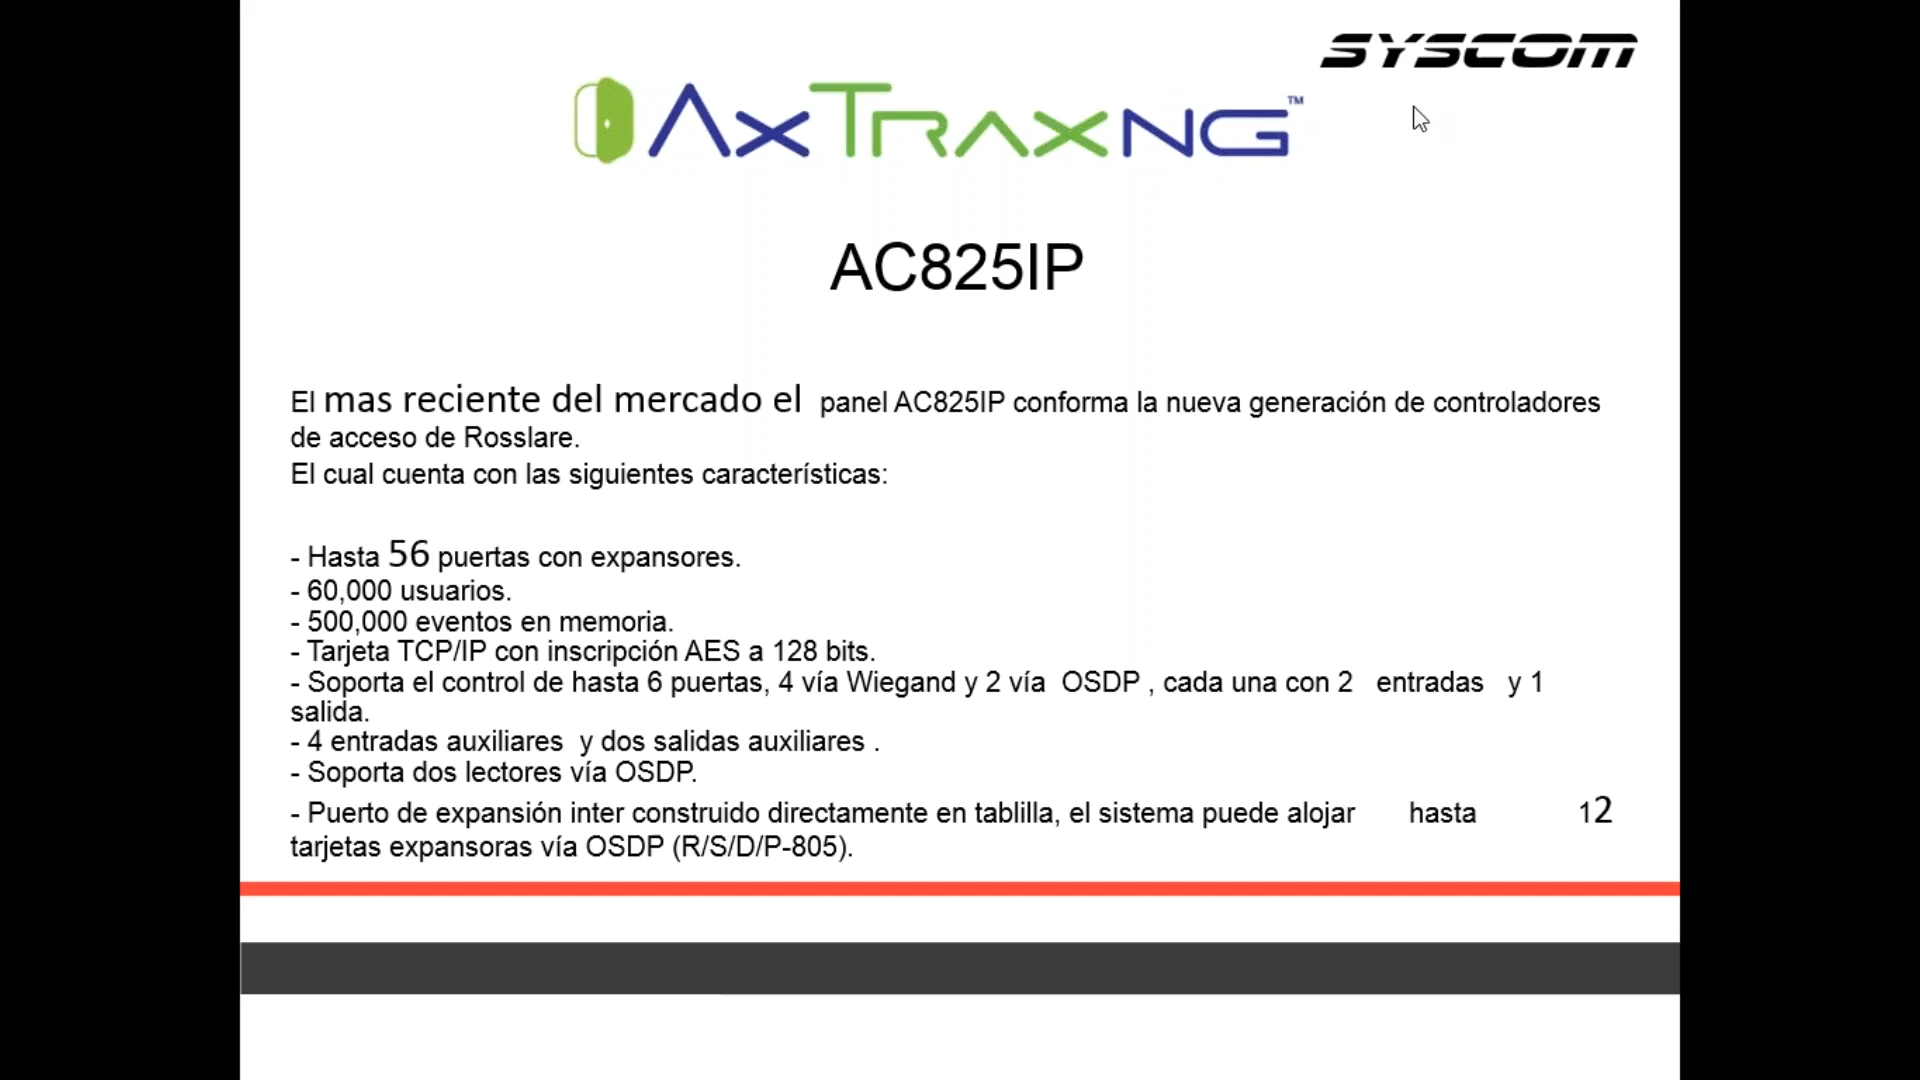 SYSCOM
AxTraxNG™
AC825IP
El mas reciente del mercado el panel AC825IP conforma la nueva generación de controladores
de acceso de Rosslare.
El cual cuenta con las siguientes características:
- Hasta 56 puertas con expansores.
- 60,000 usuarios.
- 500,000 eventos en memoria.
- Tarjeta TCP/IP con inscripción AES a 128 bits.
- Soporta el control de hasta 6 puertas, 4 vía Wiegand y 2 vía OSDP , cada una con 2 entradas y 1
salida.
- 4 entradas auxiliares y dos salidas auxiliares .
- Soporta dos lectores vía OSDP.
- Puerto de expansión inter construido directamente en tablilla, el sistema puede alojar hasta 12
tarjetas expansoras vía OSDP (R/S/D/P-805).